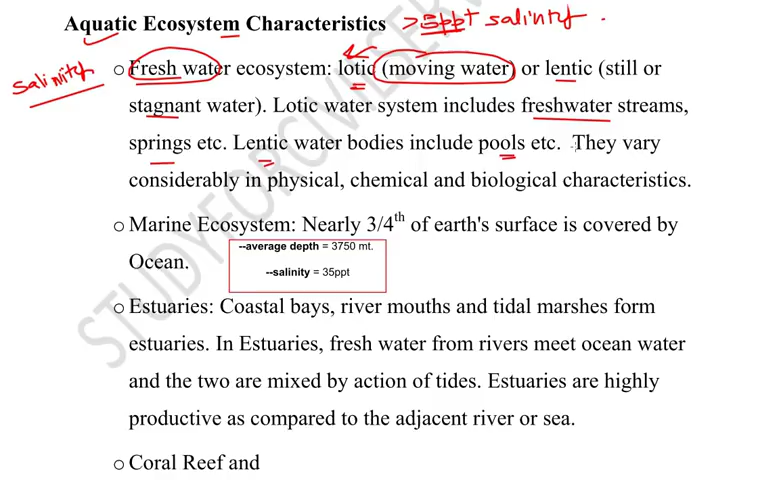 Aquatic Ecosystem Characteristics >5ppt salinity.
salinity
o Fresh water ecosystem: lotic (moving water) or lentic (still or
stagnant water). Lotic water system includes freshwater streams,
springs etc. Lentic water bodies include pools etc. They vary
considerably in physical, chemical and biological characteristics.
o Marine Ecosystem: Nearly 3/4th of earth's surface is covered by
Ocean.
--average depth = 3750 mt.
--salinity = 35ppt
o Estuaries: Coastal bays, river mouths and tidal marshes form
estuaries. In Estuaries, fresh water from rivers meet ocean water
and the two are mixed by action of tides. Estuaries are highly
productive as compared to the adjacent river or sea.
o Coral Reef and
STUDYFORCIVILSERV